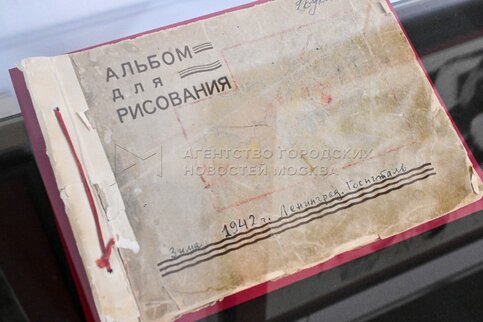 АЛЬБОМ
ДЛЯ
РИСОВАНИЯ
АГЕНТСТВО ГОРОДСКИХ
НОВОСТЕЙ МОСКВА
Зима 1942 г. Ленинград. Госпиталь